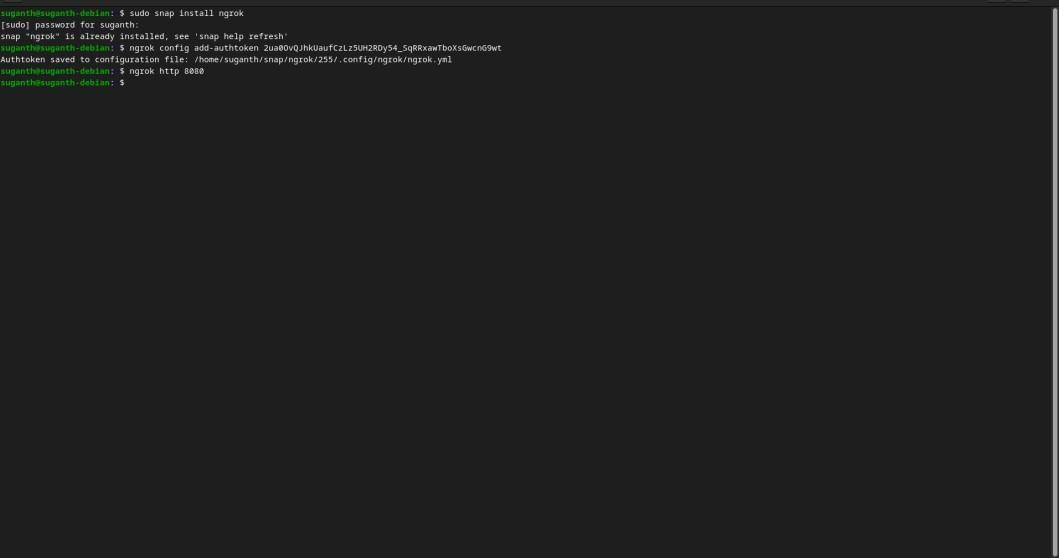 suganth@suganth-debian: $ sudo snap install ngrok
[sudo] password for suganth:
snap "ngrok" is already installed, see 'snap help refresh'
suganth@suganth-debian: $ ngrok config add-authtoken 2ua0OvQJhkUaufCzLz5UH2RDy54_SqRRxawTboXsGwcnG9wt
Authtoken saved to configuration file: /home/suganth/snap/ngrok/255/.config/ngrok/ngrok.yml
suganth@suganth-debian: $ ngrok http 8080
suganth@suganth-debian: $